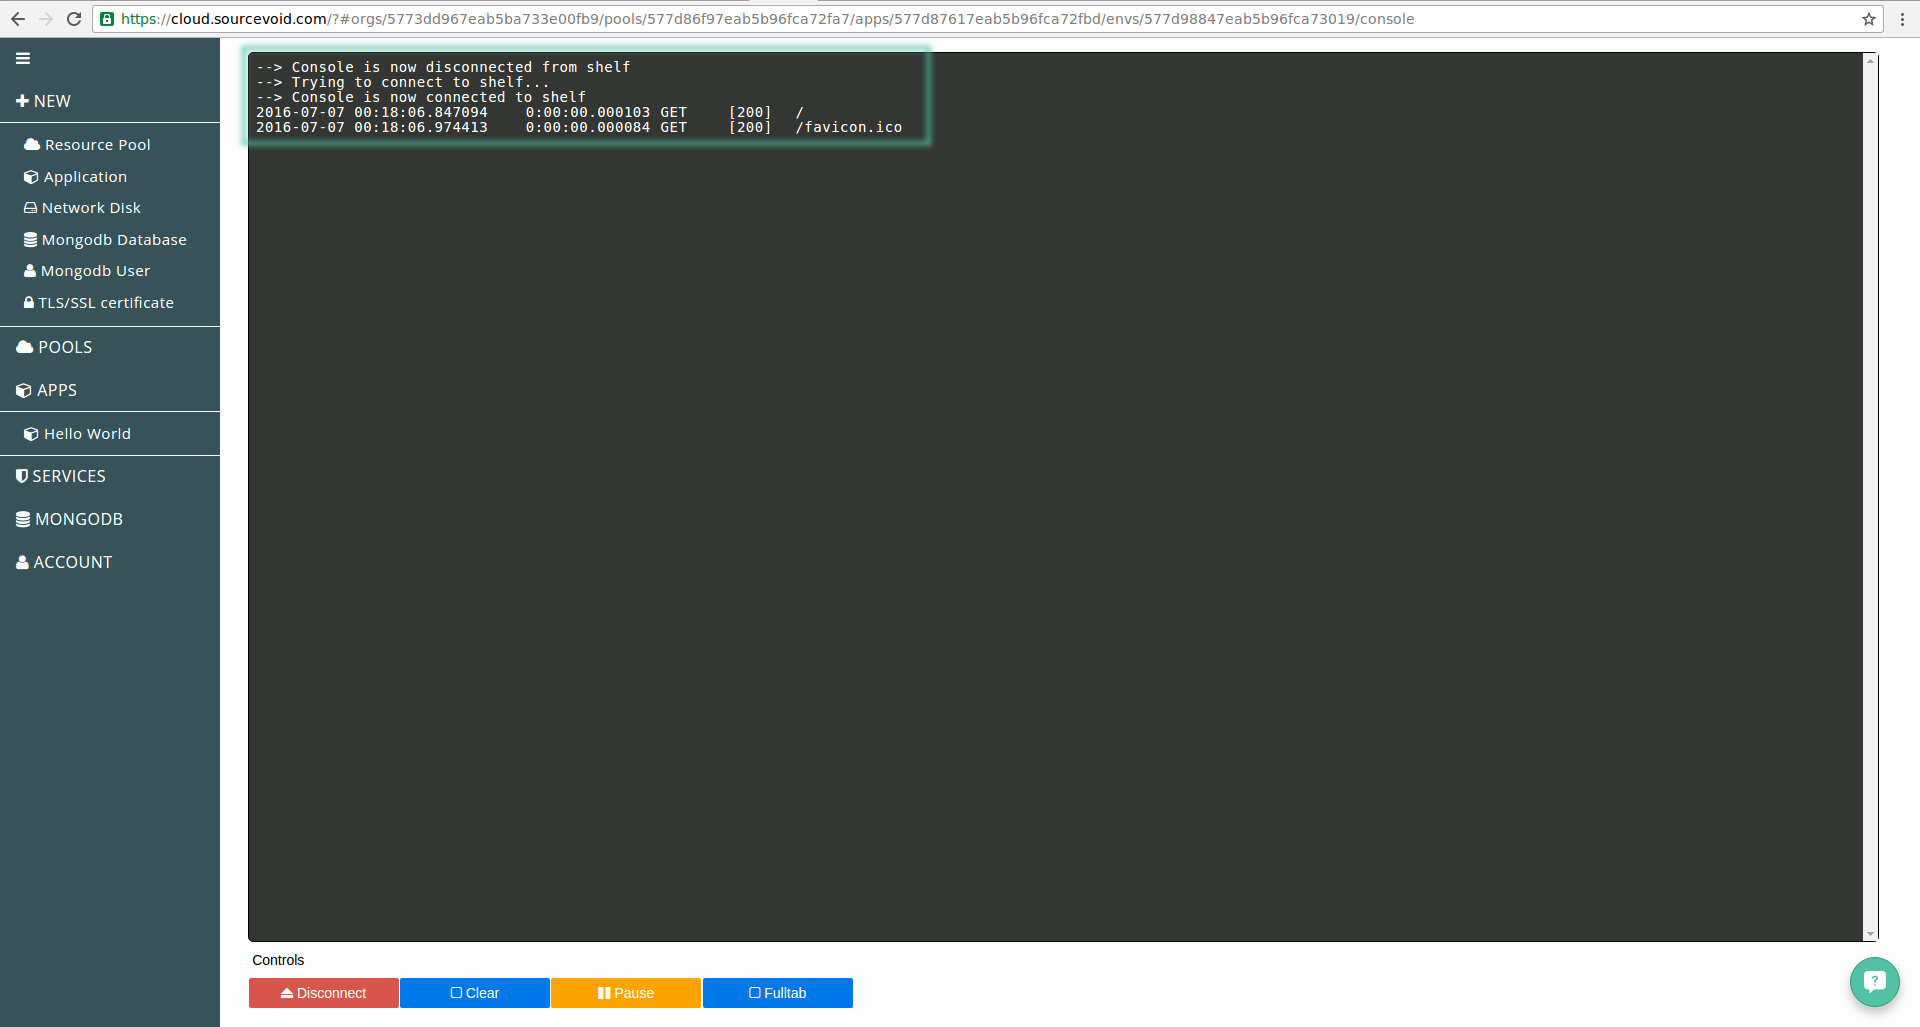 https://cloud.sourcevoid.com/?#orgs/5773dd967eab5ba733e00fb9/pools/577d86f97eab5b96fca72fa7/apps/577d87617eab5b96fca72fbd/envs/577d98847eab5b96fca73019/console
NEW
Resource Pool
Application
Network Disk
Mongodb Database
Mongodb User
TLS/SSL certificate
POOLS
APPS
Hello World
SERVICES
MONGODB
ACCOUNT
--> Console is now disconnected from shelf
--> Trying to connect to shelf...
--> Console is now connected to shelf
2016-07-07 00:18:06.847094 0:00:00.000103 GET [200] /
2016-07-07 00:18:06.974413 0:00:00.000084 GET [200] /favicon.ico
Controls
Disconnect Clear Pause Fulltab
?